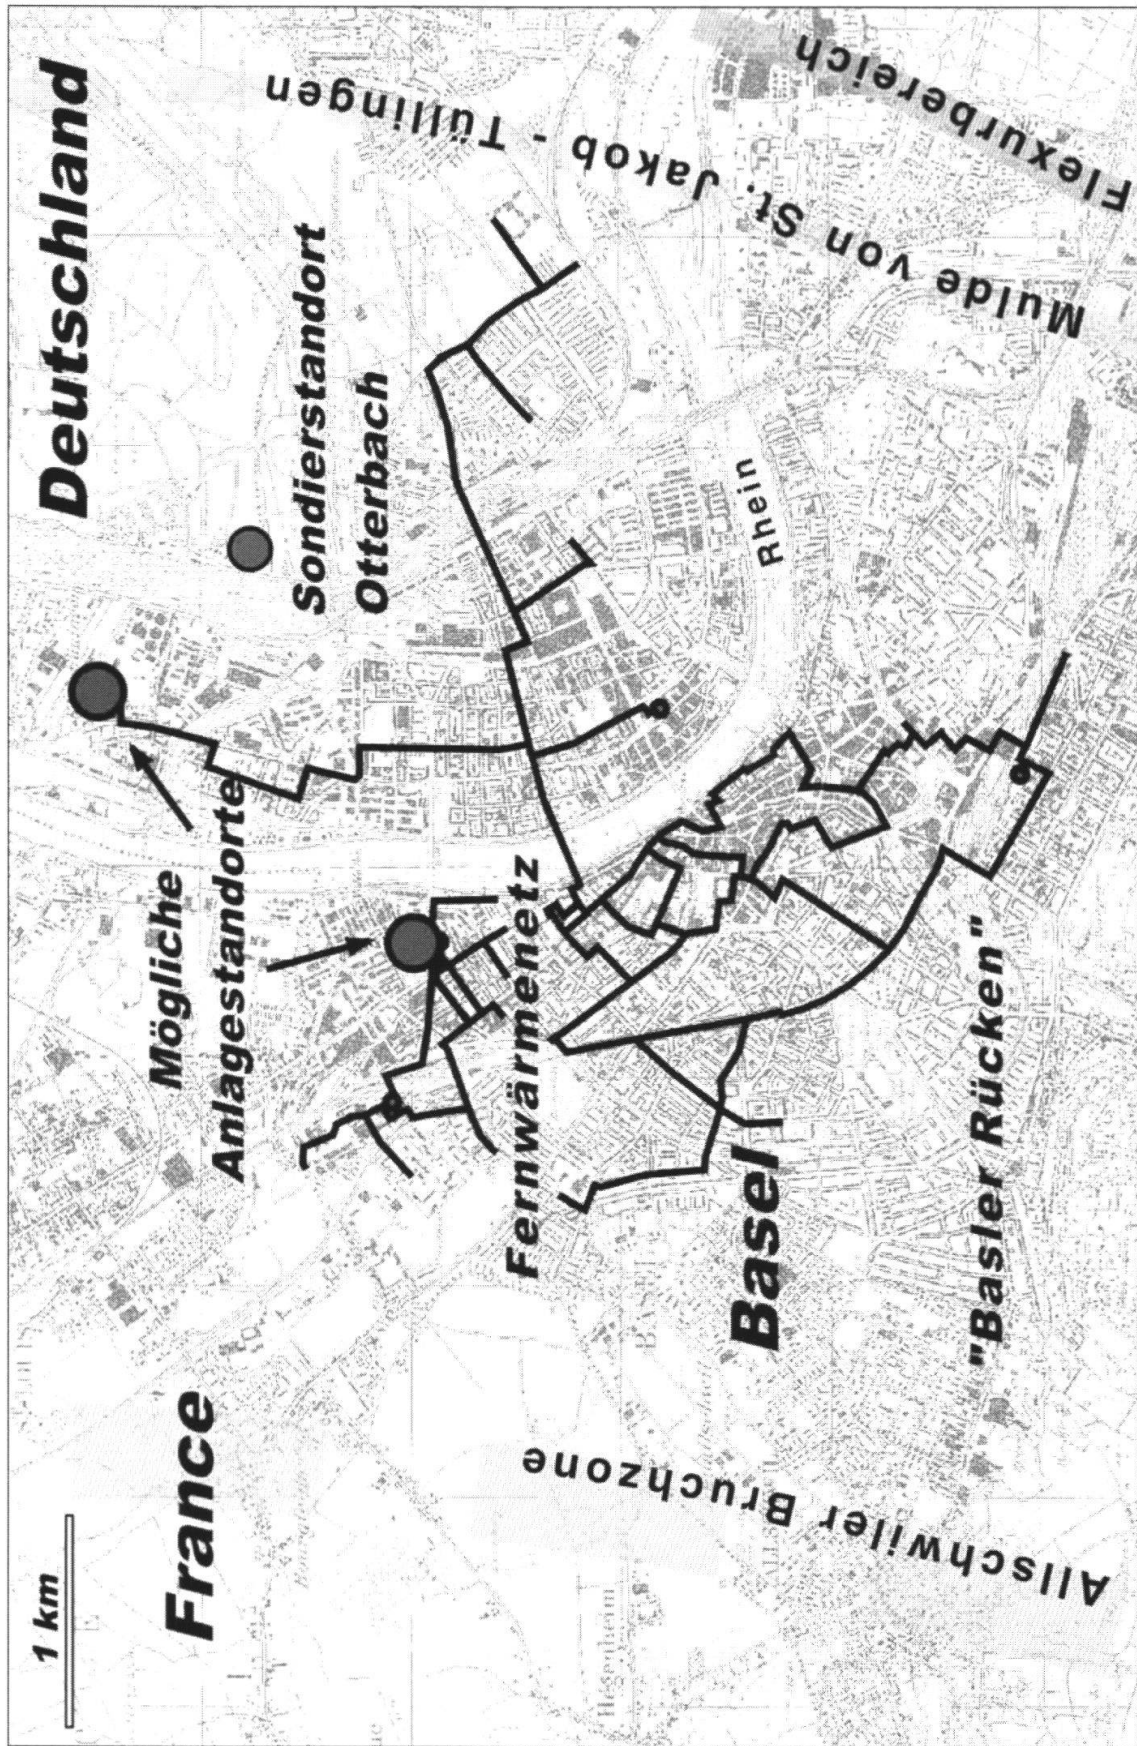 1 km
France
Deutschland
Mögliche
Anlagestandorte
Sondierstandort
Otterbach
Fernwärmenetz
Basel
"Basler Rücken"
Rhein
Allschwiler Bruchzone
Mulde von St. Jakob - Tüllingen
Flexurbereich